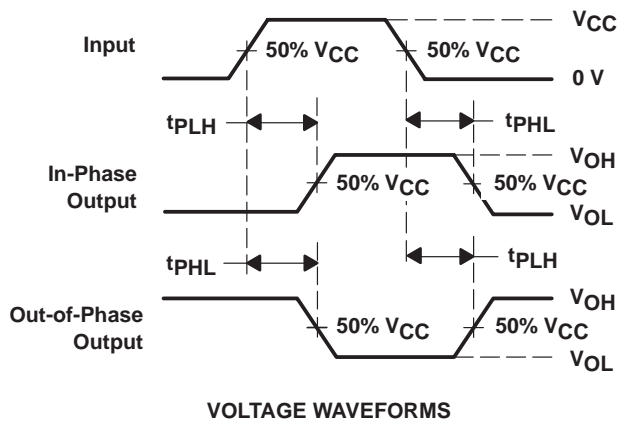 VCC
Input
50% VCC
50% VCC
0 V
tPLH
tPHL
VOH
In-Phase
Output
50% VCC
50% VCC
VOL
tPHL
tPLH
VOH
Out-of-Phase
Output
50% VCC
50% VCC
VOL
VOLTAGE WAVEFORMS